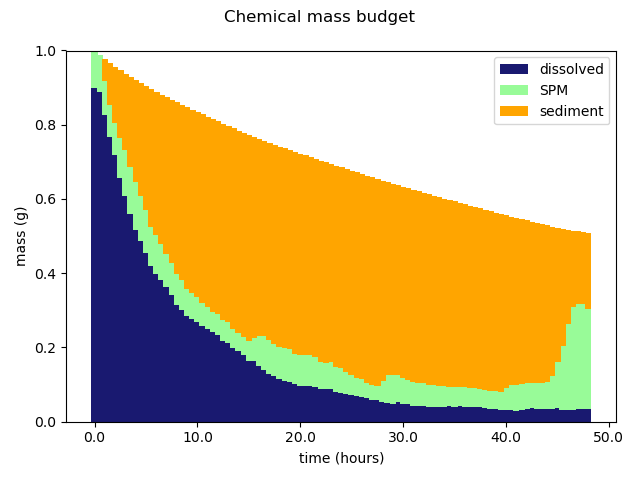 Chemical mass budget
1.0
0.8
0.6
0.4
0.2
0.0
mass (g)
dissolved
SPM
sediment
0.0 10.0 20.0 30.0 40.0 50.0
time (hours)